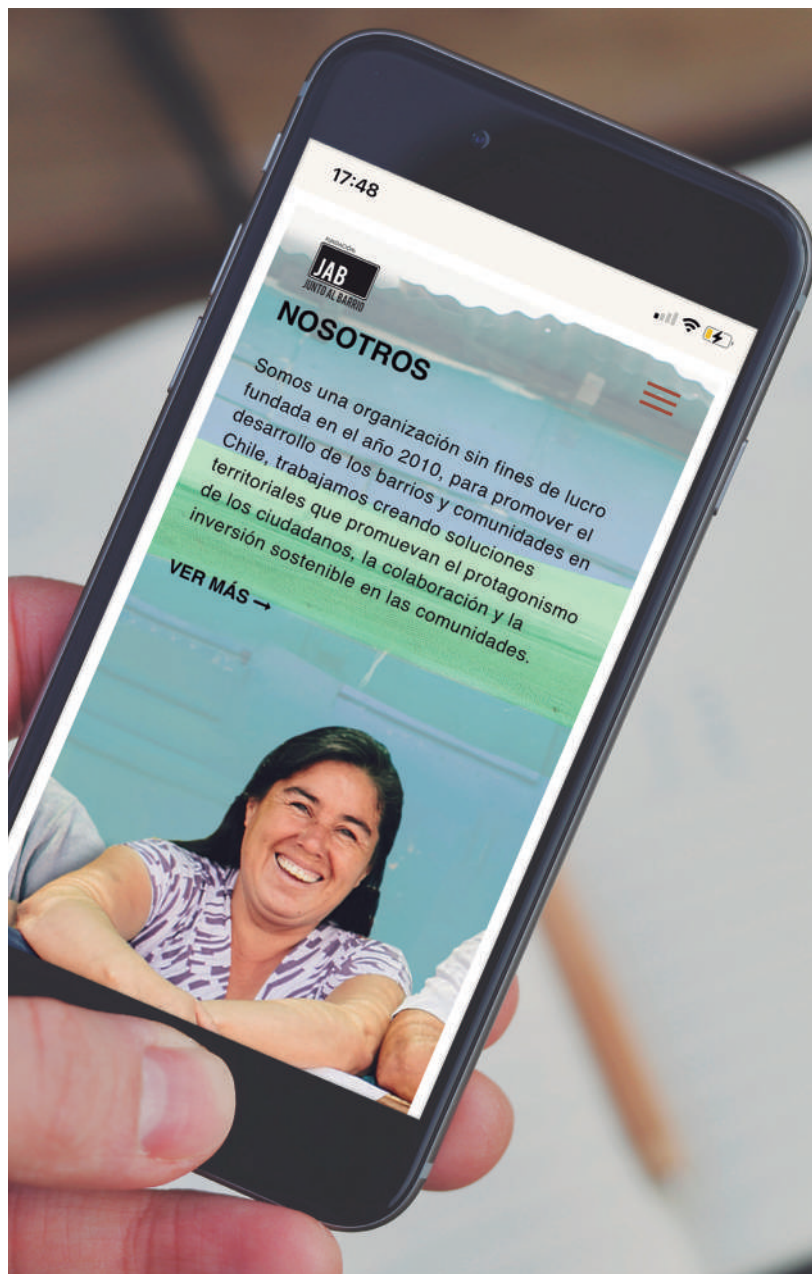 17:48
FUNDACIÓN
JAB
JUNTO AL BARRIO
NOSOTROS
Somos una organización sin fines de lucro
fundada en el año 2010, para promover el
desarrollo de los barrios y comunidades en
Chile, trabajamos creando soluciones
territoriales que promuevan el protagonismo
de los ciudadanos, la colaboración y la
inversión sostenible en las comunidades.
VER MÁS →